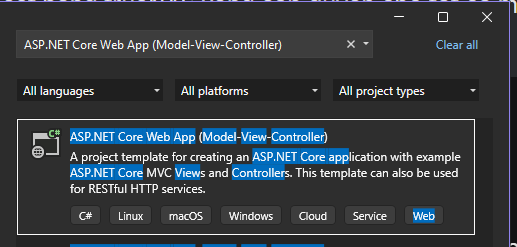 ASP.NET Core Web App (Model-View-Controller)
Clear all
All languages
All platforms
All project types
C#
ASP.NET Core Web App (Model-View-Controller)
A project template for creating an ASP.NET Core application with example
ASP.NET Core MVC Views and Controllers. This template can also be used
for RESTful HTTP services.
C# Linux macOS Windows Cloud Service Web